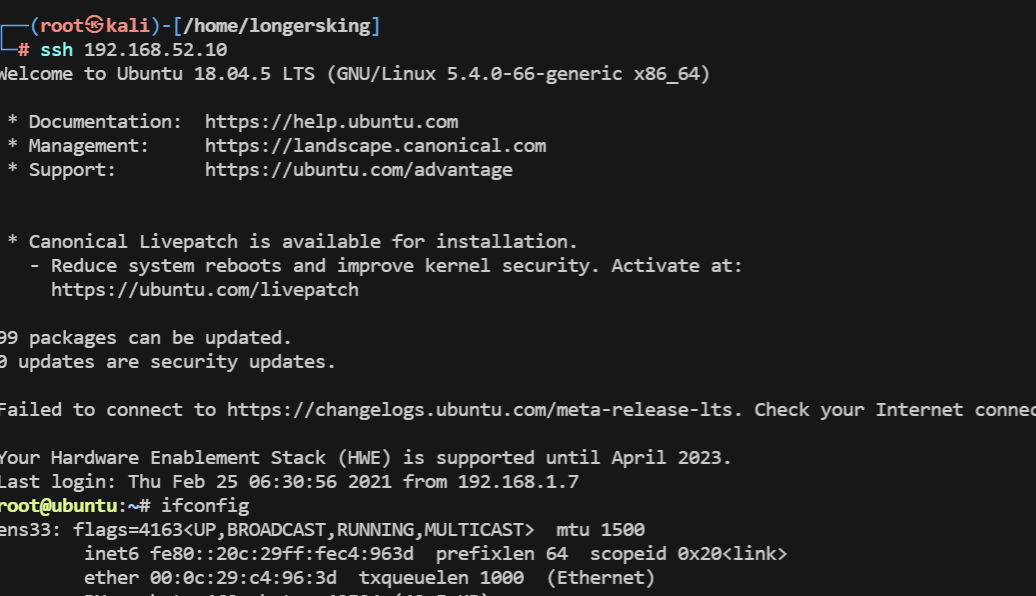 ┌──(root㉿kali)-[/home/longersking]
└─# ssh 192.168.52.10
Welcome to Ubuntu 18.04.5 LTS (GNU/Linux 5.4.0-66-generic x86_64)
* Documentation:  https://help.ubuntu.com
* Management:     https://landscape.canonical.com
* Support:        https://ubuntu.com/advantage
* Canonical Livepatch is available for installation.
- Reduce system reboots and improve kernel security. Activate at:
https://ubuntu.com/livepatch
99 packages can be updated.
0 updates are security updates.
Failed to connect to https://changelogs.ubuntu.com/meta-release-lts. Check your Internet
Your Hardware Enablement Stack (HWE) is supported until April 2023.
Last login: Thu Feb 25 06:30:56 2021 from 192.168.1.7
root@ubuntu:~# ifconfig
ens33: flags=4163<UP,BROADCAST,RUNNING,MULTICAST>  mtu 1500
inet6 fe80::20c:29ff:fec4:963d  prefixlen 64  scopeid 0x20<link>
ether 00:0c:29:c4:96:3d  txqueuelen 1000  (Ethernet)